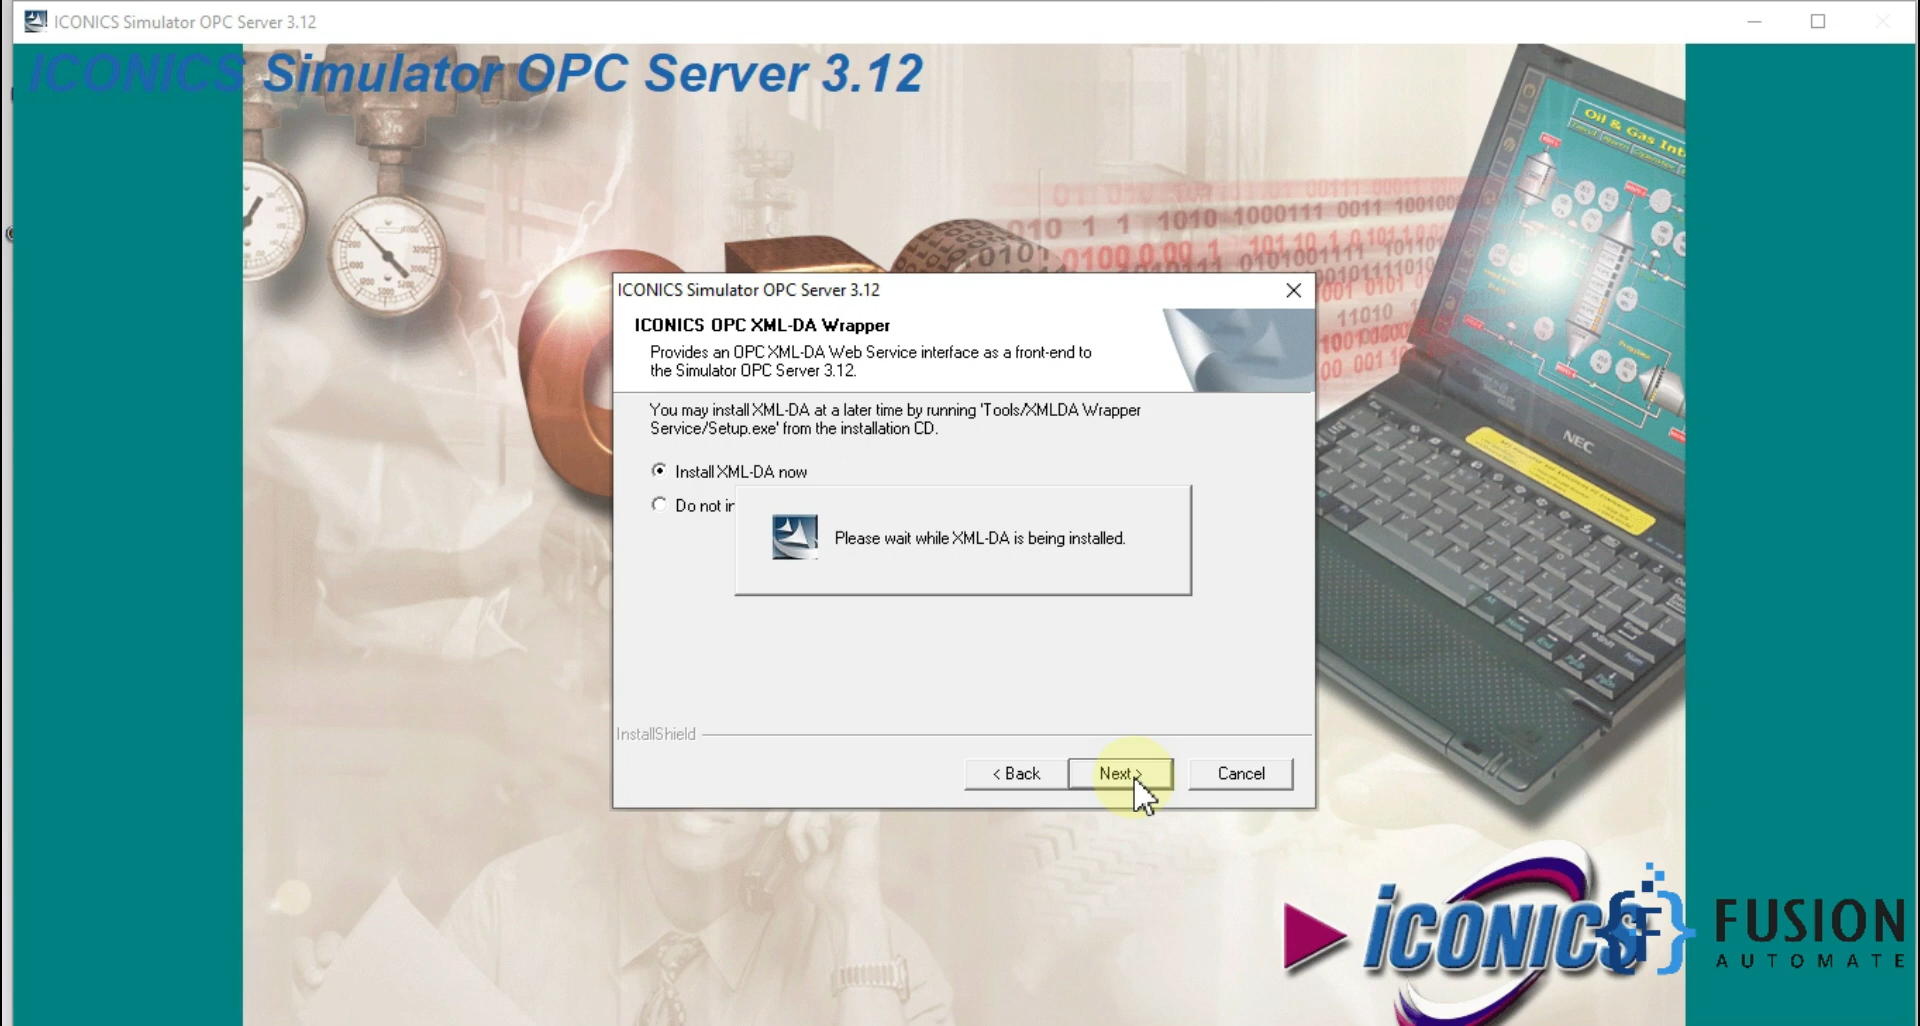 ICONICS Simulator OPC Server 3.12
ICONICS Simulator OPC Server 3.12
Oil & Gas Int
ICONICS Simulator OPC Server 3.12
ICONICS OPC XML-DA Wrapper
Provides an OPC XML-DA Web Service interface as a front-end to
the Simulator OPC Server 3.12.
You may install XML-DA at a later time by running 'Tools/XMLDA Wrapper
Service/Setup.exe' from the installation CD.
Install XML-DA now
Do not
Please wait while XML-DA is being installed.
NEC
InstallShield
< Back
Next >
Cancel
ICONICS
FUSION
AUTOMATE